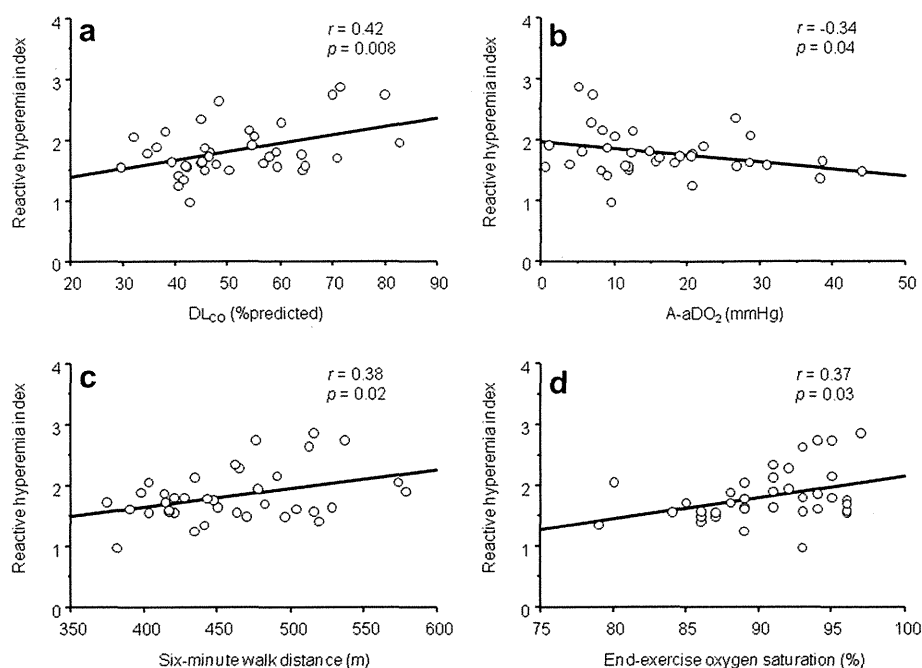 a
r = 0.42
p = 0.008
Reactive hyperemia index
4
3
2
1
0
20 30 40 50 60 70 80 90
DLCO (%predicted)
b
r = -0.34
p = 0.04
Reactive hyperemia index
4
3
2
1
0
0 10 20 30 40 50
A-aDO2 (mmHg)
c
r = 0.38
p = 0.02
Reactive hyperemia index
4
3
2
1
0
350 400 450 500 550 600
Six-minute walk distance (m)
d
r = 0.37
p = 0.03
Reactive hyperemia index
4
3
2
1
0
75 80 85 90 95 100
End-exercise oxygen saturation (%)